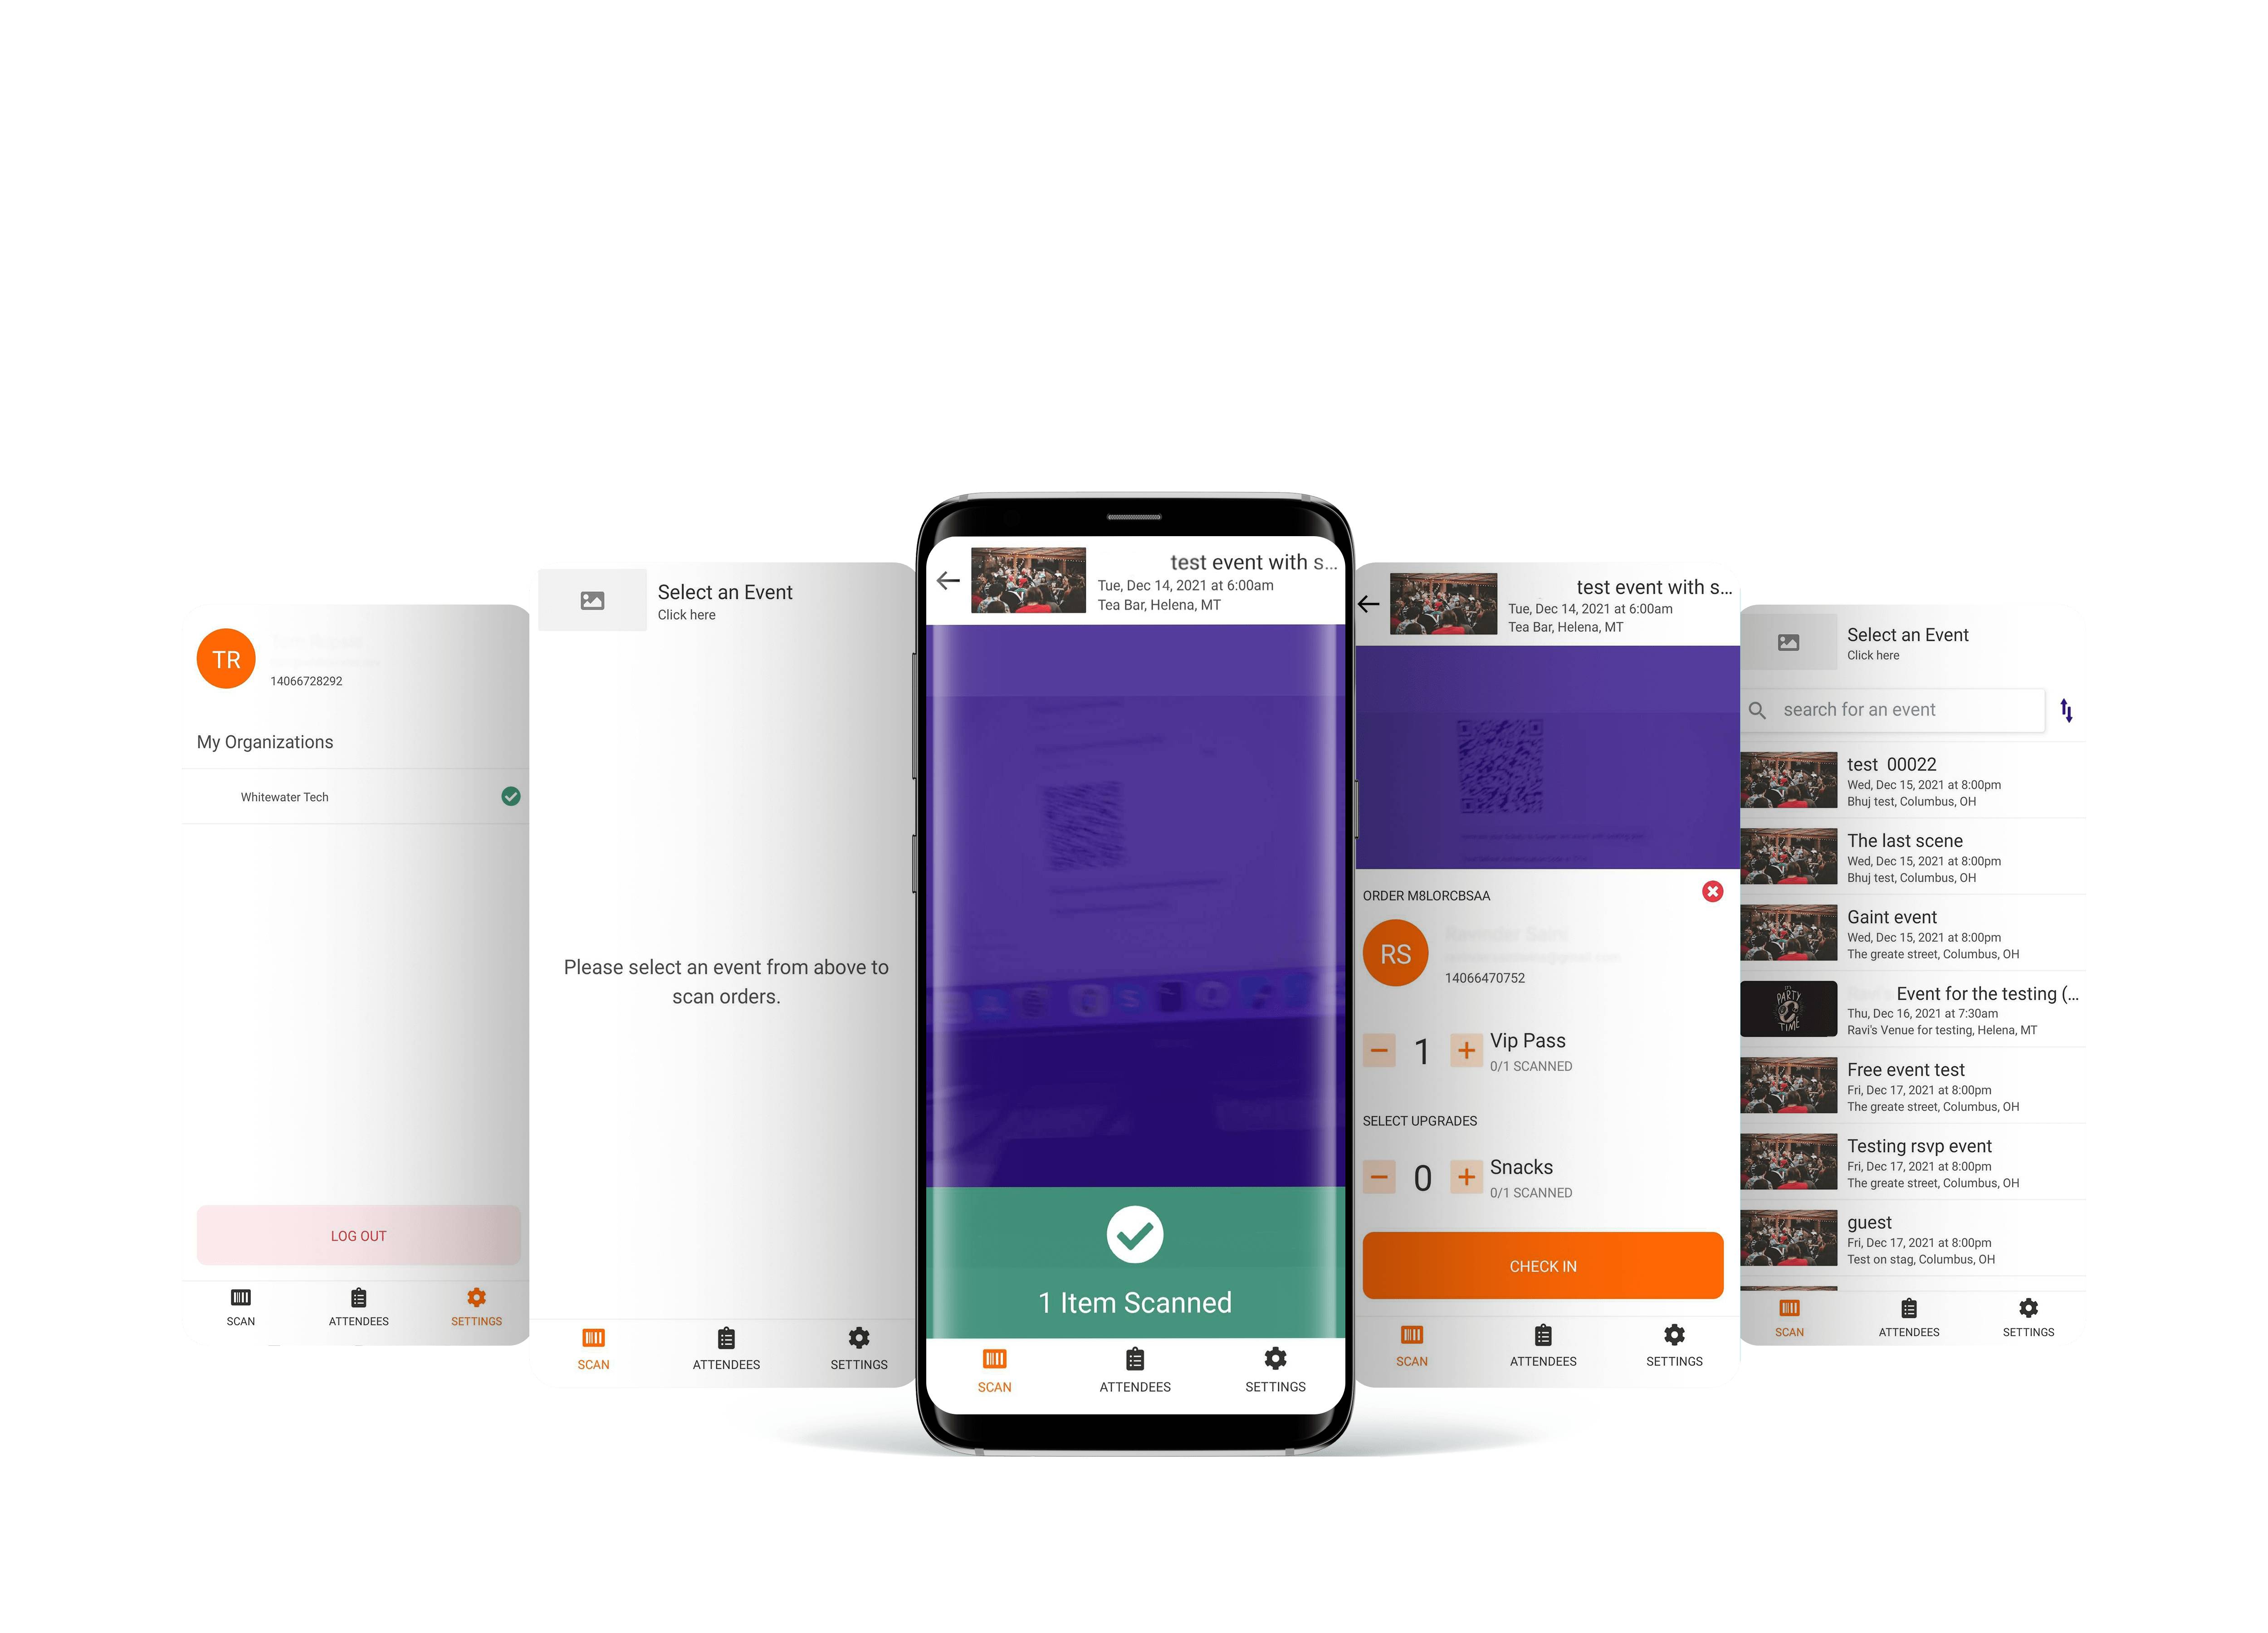 TR
14066728292
My Organizations
Whitewater Tech
LOG OUT
SCAN
ATTENDEES
SETTINGS
Select an Event
Click here
Please select an event from above to
scan orders.
SCAN
ATTENDEES
SETTINGS
test event with s...
Tue, Dec 14, 2021 at 6:00am
Tea Bar, Helena, MT
1 Item Scanned
SCAN
ATTENDEES
SETTINGS
test event with s...
Tue, Dec 14, 2021 at 6:00am
Tea Bar, Helena, MT
ORDER M8LORCBSAA
RS
14066470752
1
Vip Pass
0/1 SCANNED
SELECT UPGRADES
0
Snacks
0/1 SCANNED
CHECK IN
SCAN
ATTENDEES
SETTINGS
Select an Event
Click here
search for an event
test 00022
Wed, Dec 15, 2021 at 8:00pm
Bhuj test, Columbus, OH
The last scene
Wed, Dec 15, 2021 at 8:00pm
Bhuj test, Columbus, OH
Gaint event
Wed, Dec 15, 2021 at 8:00pm
The greate street, Columbus, OH
PARTY
TIME
Event for the testing (...
Thu, Dec 16, 2021 at 7:30am
Ravi's Venue for testing, Helena, MT
Free event test
Fri, Dec 17, 2021 at 8:00pm
The greate street, Columbus, OH
Testing rsvp event
Fri, Dec 17, 2021 at 8:00pm
The greate street, Columbus, OH
guest
Fri, Dec 17, 2021 at 8:00pm
Test on stag, Columbus, OH
SCAN
ATTENDEES
SETTINGS